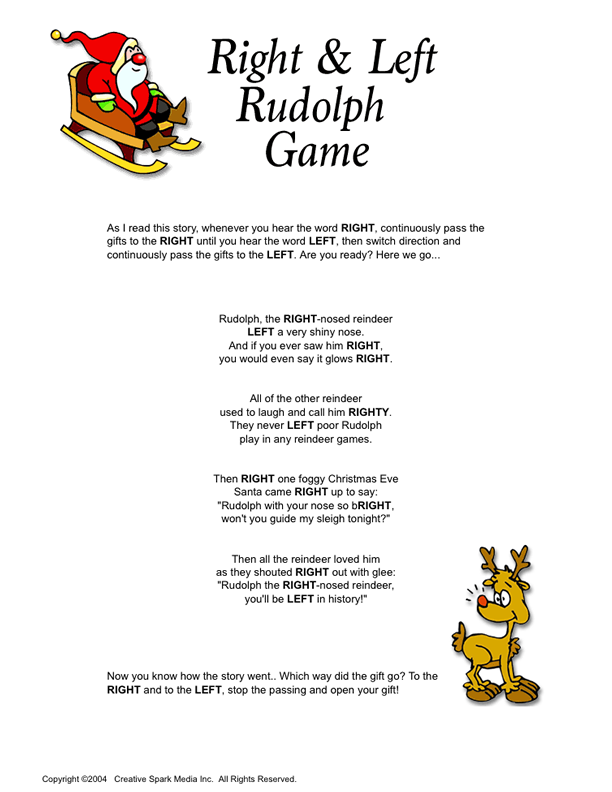 Right & Left
Rudolph
Game
As I read this story, whenever you hear the word RIGHT, continuously pass the
gifts to the RIGHT until you hear the word LEFT, then switch direction and
continuously pass the gifts to the LEFT. Are you ready? Here we go...
Rudolph, the RIGHT-nosed reindeer
LEFT a very shiny nose.
And if you ever saw him RIGHT,
you would even say it glows RIGHT.
All of the other reindeer
used to laugh and call him RIGHTY.
They never LEFT poor Rudolph
play in any reindeer games.
Then RIGHT one foggy Christmas Eve
Santa came RIGHT up to say:
"Rudolph with your nose so bRIGHT,
won't you guide my sleigh tonight?"
Then all the reindeer loved him
as they shouted RIGHT out with glee:
"Rudolph the RIGHT-nosed reindeer,
you'll be LEFT in history!"
Now you know how the story went.. Which way did the gift go? To the
RIGHT and to the LEFT, stop the passing and open your gift!
Copyright ©2004 Creative Spark Media Inc. All Rights Reserved.